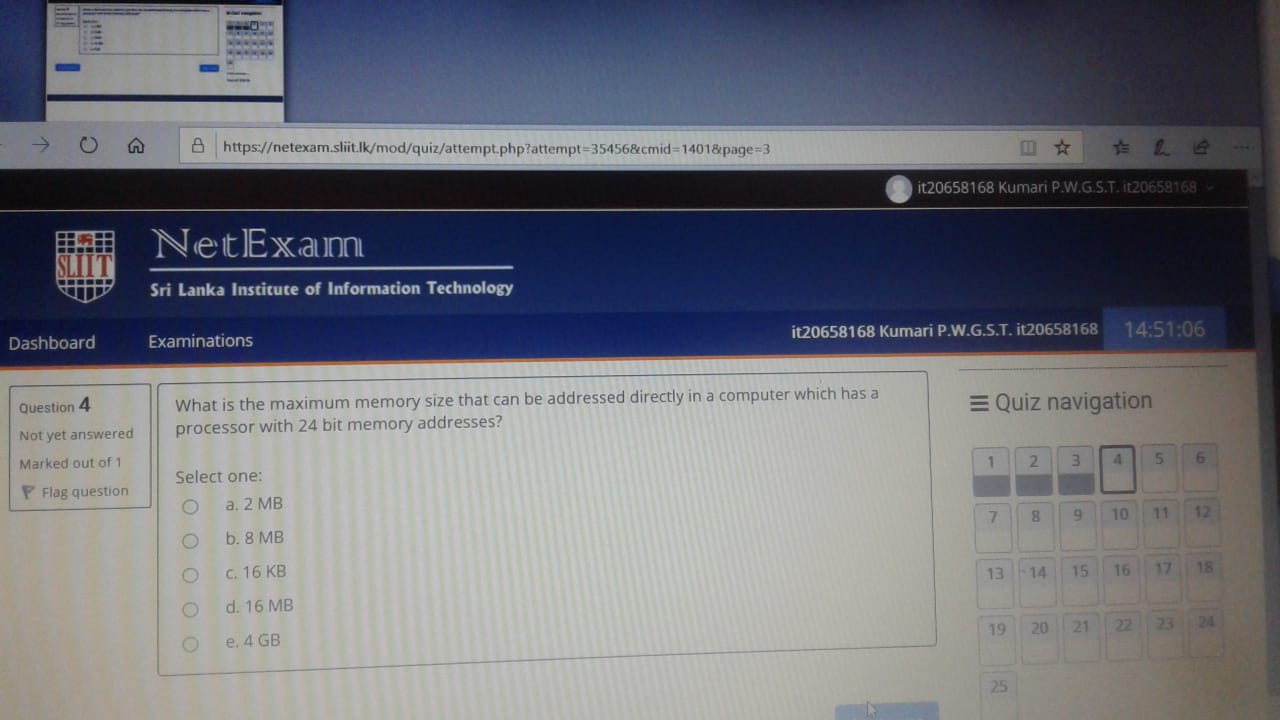 https://netexam.sliit.lk/mod/quiz/attempt.php?attempt=35456&cmid=1401&page=3
it20658168 Kumari P.W.G.S.T. it20658168
SLIIT
NetExam
Sri Lanka Institute of Information Technology
Dashboard
Examinations
it20658168 Kumari P.W.G.S.T. it20658168
14:51:06
Question 4
Not yet answered
Marked out of 1
Flag question
What is the maximum memory size that can be addressed directly in a computer which has a
processor with 24 bit memory addresses?
Select one:
a. 2 MB
b. 8 MB
c. 16 KB
d. 16 MB
e. 4 GB
Quiz navigation
1 2 3 4 5 6
7 8 9 10 11 12
13 14 15 16 17 18
19 20 21 22 23 24
25